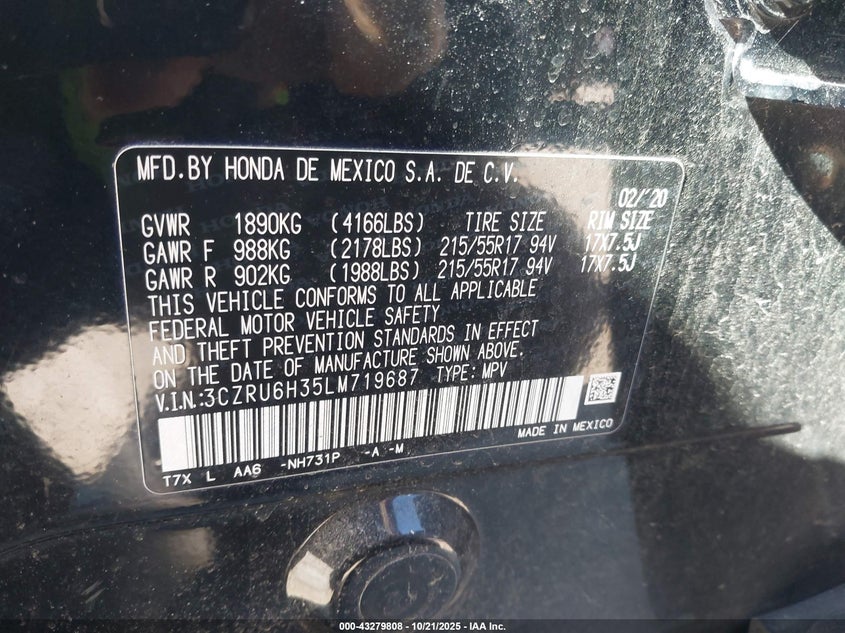 MFD.BY HONDA DE MEXICO S.A. DE C.V.
02/'20
GVWR 1890KG (4166LBS) TIRE SIZE RIM SIZE
GAWR F 988KG (2178LBS) 215/55R17 94V 17X7.5J
GAWR R 902KG (1988LBS) 215/55R17 94V 17X7.5J
THIS VEHICLE CONFORMS TO ALL APPLICABLE
FEDERAL MOTOR VEHICLE SAFETY
AND THEFT PREVENTION STANDARDS IN EFFECT
ON THE DATE OF MANUFACTURE SHOWN ABOVE.
V.I.N.:3CZRU6H35LM719687 TYPE: MPV
MADE IN MEXICO
T7X L AA6 -NH731P -A -M
000-43279808 - 10/21/2025 - IAA Inc.